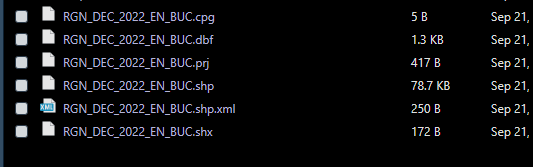 RGN_DEC_2022_EN_BUC.cpg 5 B Sep 21,
RGN_DEC_2022_EN_BUC.dbf 1.3 KB Sep 21,
RGN_DEC_2022_EN_BUC.prj 417 B Sep 21,
RGN_DEC_2022_EN_BUC.shp 78.7 KB Sep 21,
XML RGN_DEC_2022_EN_BUC.shp.xml 250 B Sep 21,
RGN_DEC_2022_EN_BUC.shx 172 B Sep 21,